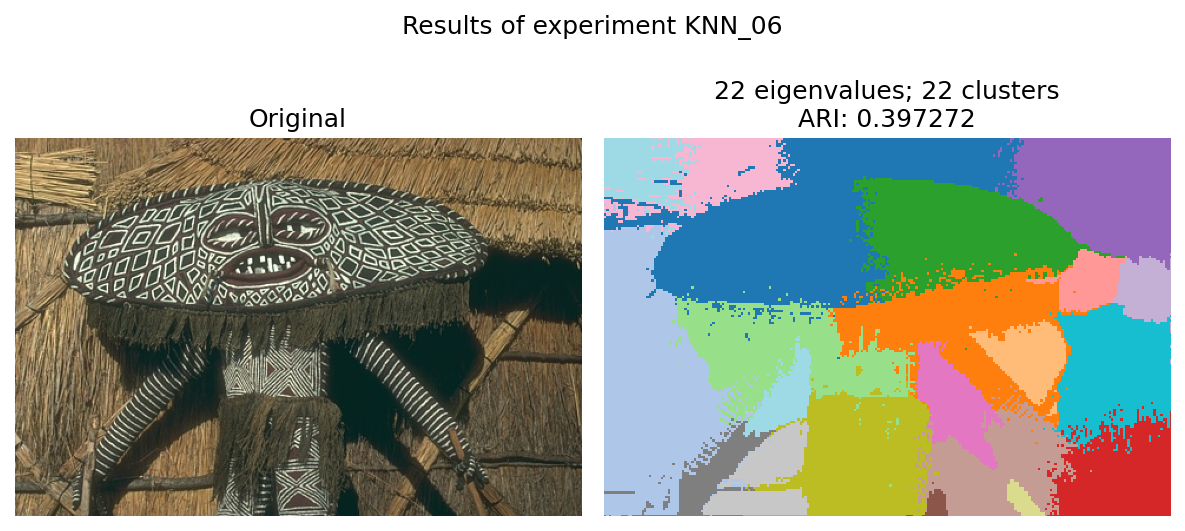 Results of experiment KNN_06
Original
22 eigenvalues; 22 clusters
ARI: 0.397272